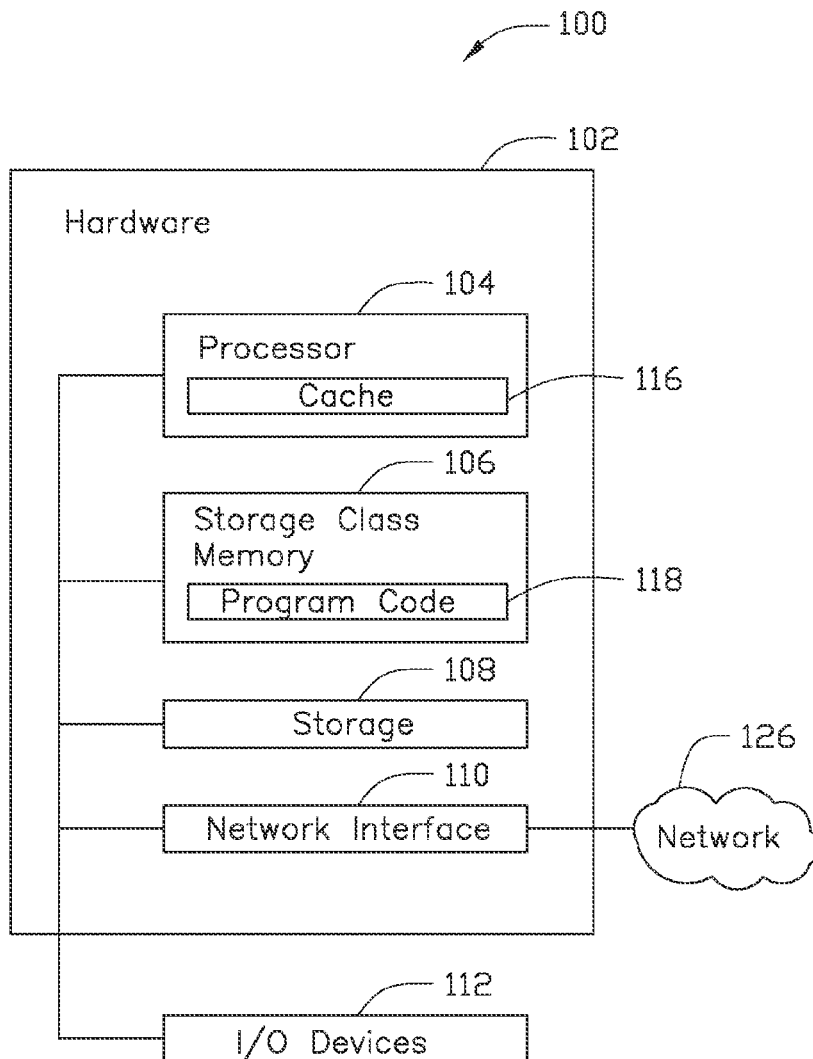 100
102
Hardware
104
Processor
Cache
116
106
Storage Class
Memory
Program Code
118
108
Storage
126
110
Network Interface
Network
112
I/O Devices